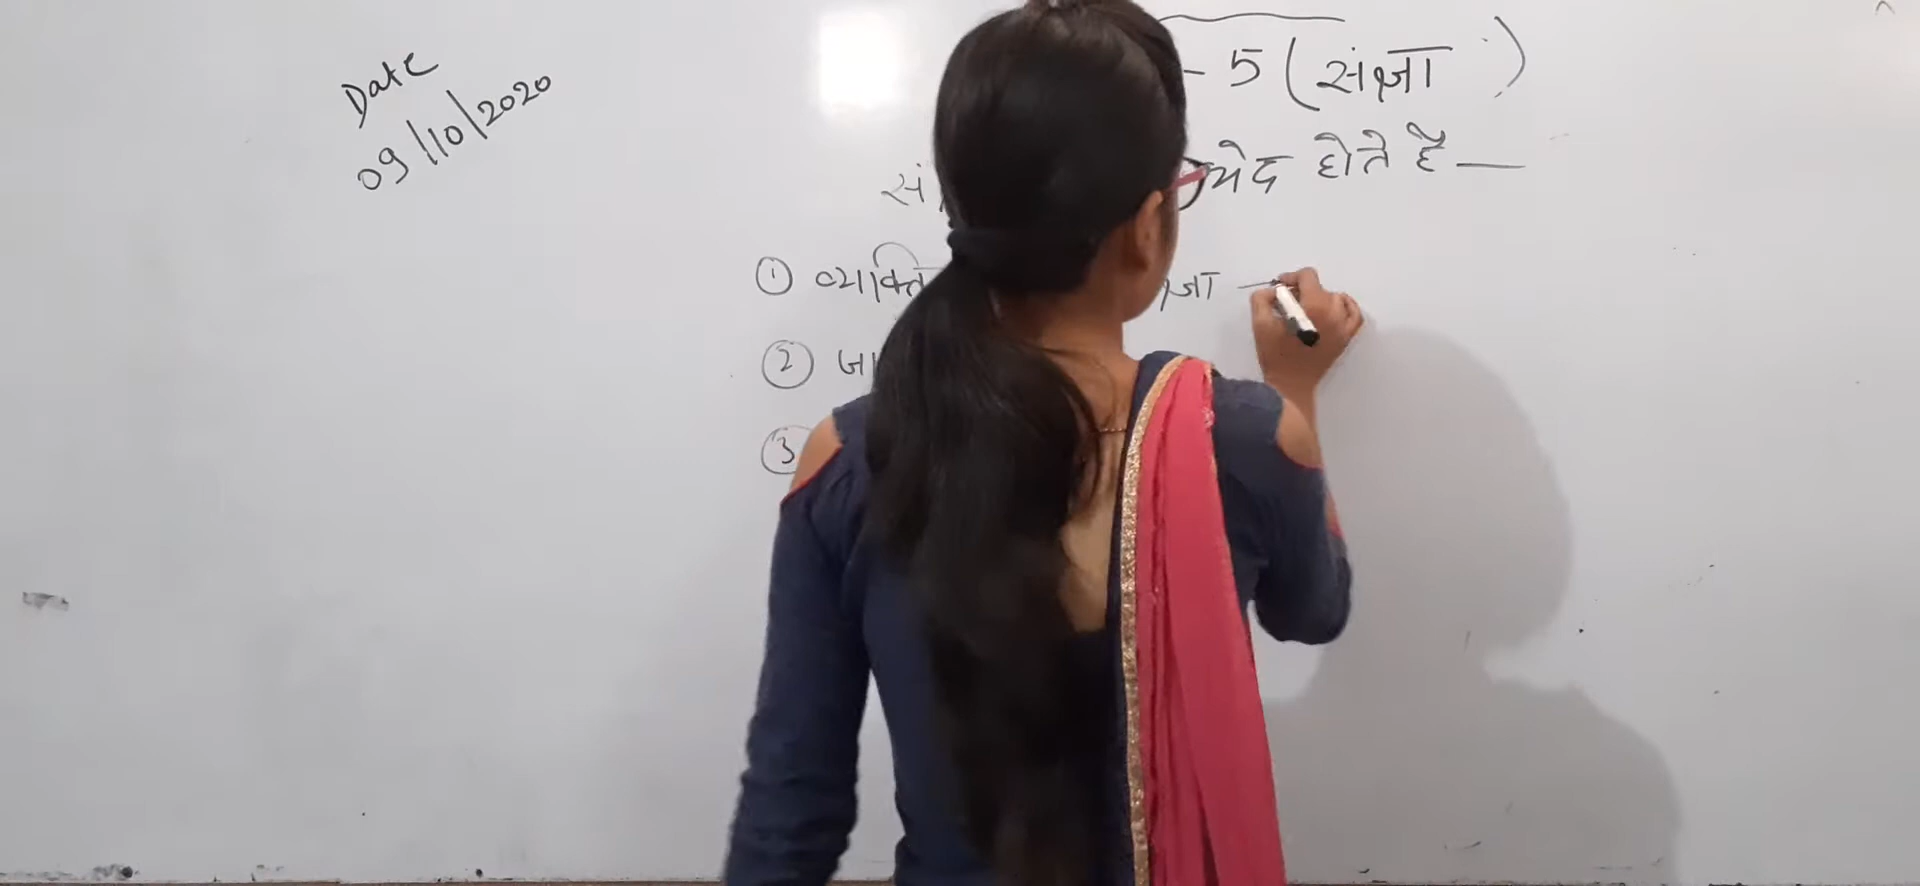 Date
09/10/2020
- 5 (संज्ञा )
सं भेद होते है —
① व्यक्ति ज्ञा —
② जा
③